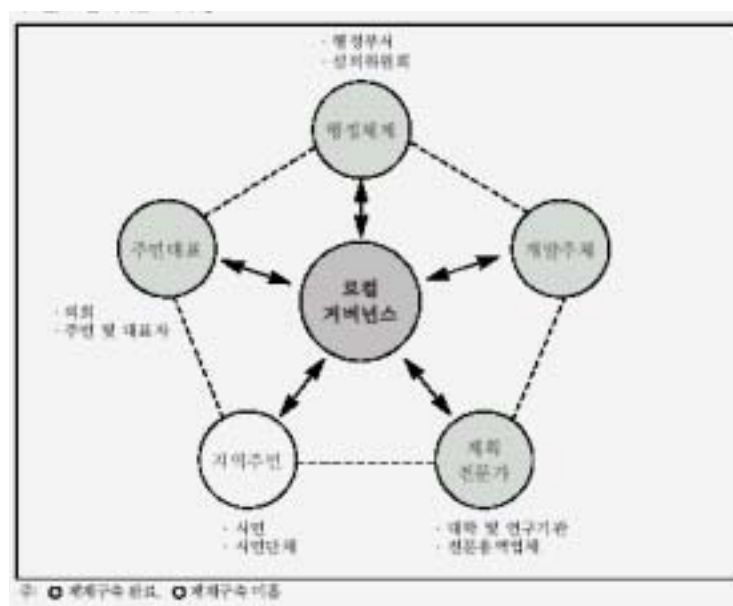 · 행정부서
· 심의위원회
행정체계
주민대표
개발주체
로컬
거버넌스
· 의회
· 주민 및 대표자
지역주민
계획
전문가
· 시민
· 시민단체
· 대학 및 연구기관
· 전문용역업체
주: 체계구축 완료, 체계구축 미흡